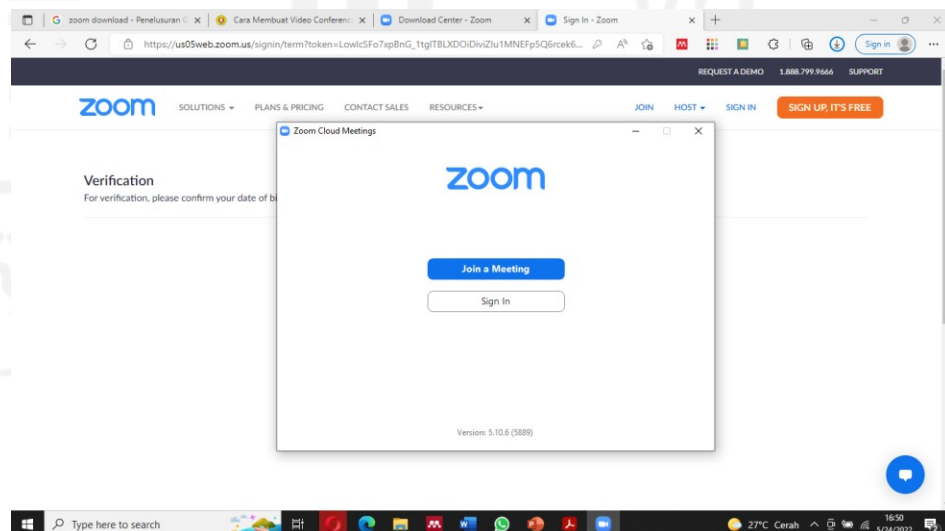 zoom download - Penelusuran G
Cara Membuat Video Conferenc
Download Center - Zoom
Sign In - Zoom
https://us05web.zoom.us/signin/term?token=
Sign in
REQUEST A DEMO 1.888.799.9666 SUPPORT
zoom SOLUTIONS PLANS & PRICING CONTACT SALES RESOURCES JOIN HOST SIGN IN SIGN UP, IT'S FREE
Zoom Cloud Meetings
zoom
Verification
For verification, please confirm your date of bi
Join a Meeting
Sign In
Version: 5.10.6 (5889)
Type here to search
27°C Cerah
16:50
5/24/2022